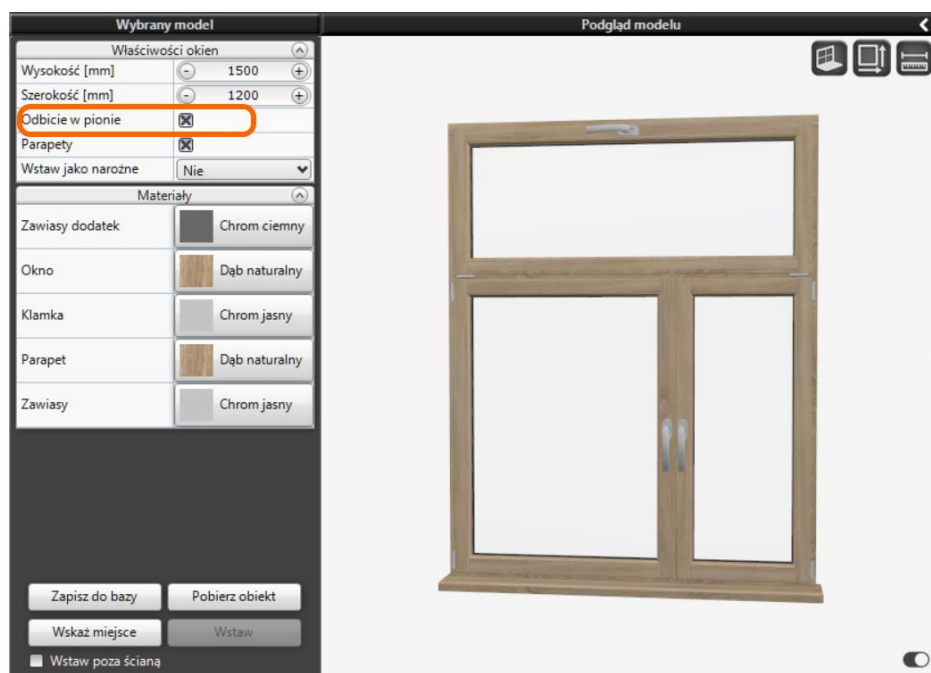 Wybrany model
Podgląd modelu
Właściwości okien
Wysokość [mm] 1500
Szerokość [mm] 1200
Odbicie w pionie
Parapety
Wstaw jako narożne Nie
Materiały
Zawiasy dodatek Chrom ciemny
Okno Dąb naturalny
Klamka Chrom jasny
Parapet Dąb naturalny
Zawiasy Chrom jasny
Zapisz do bazy Pobierz obiekt
Wskaż miejsce Wstaw
Wstaw poza ścianą